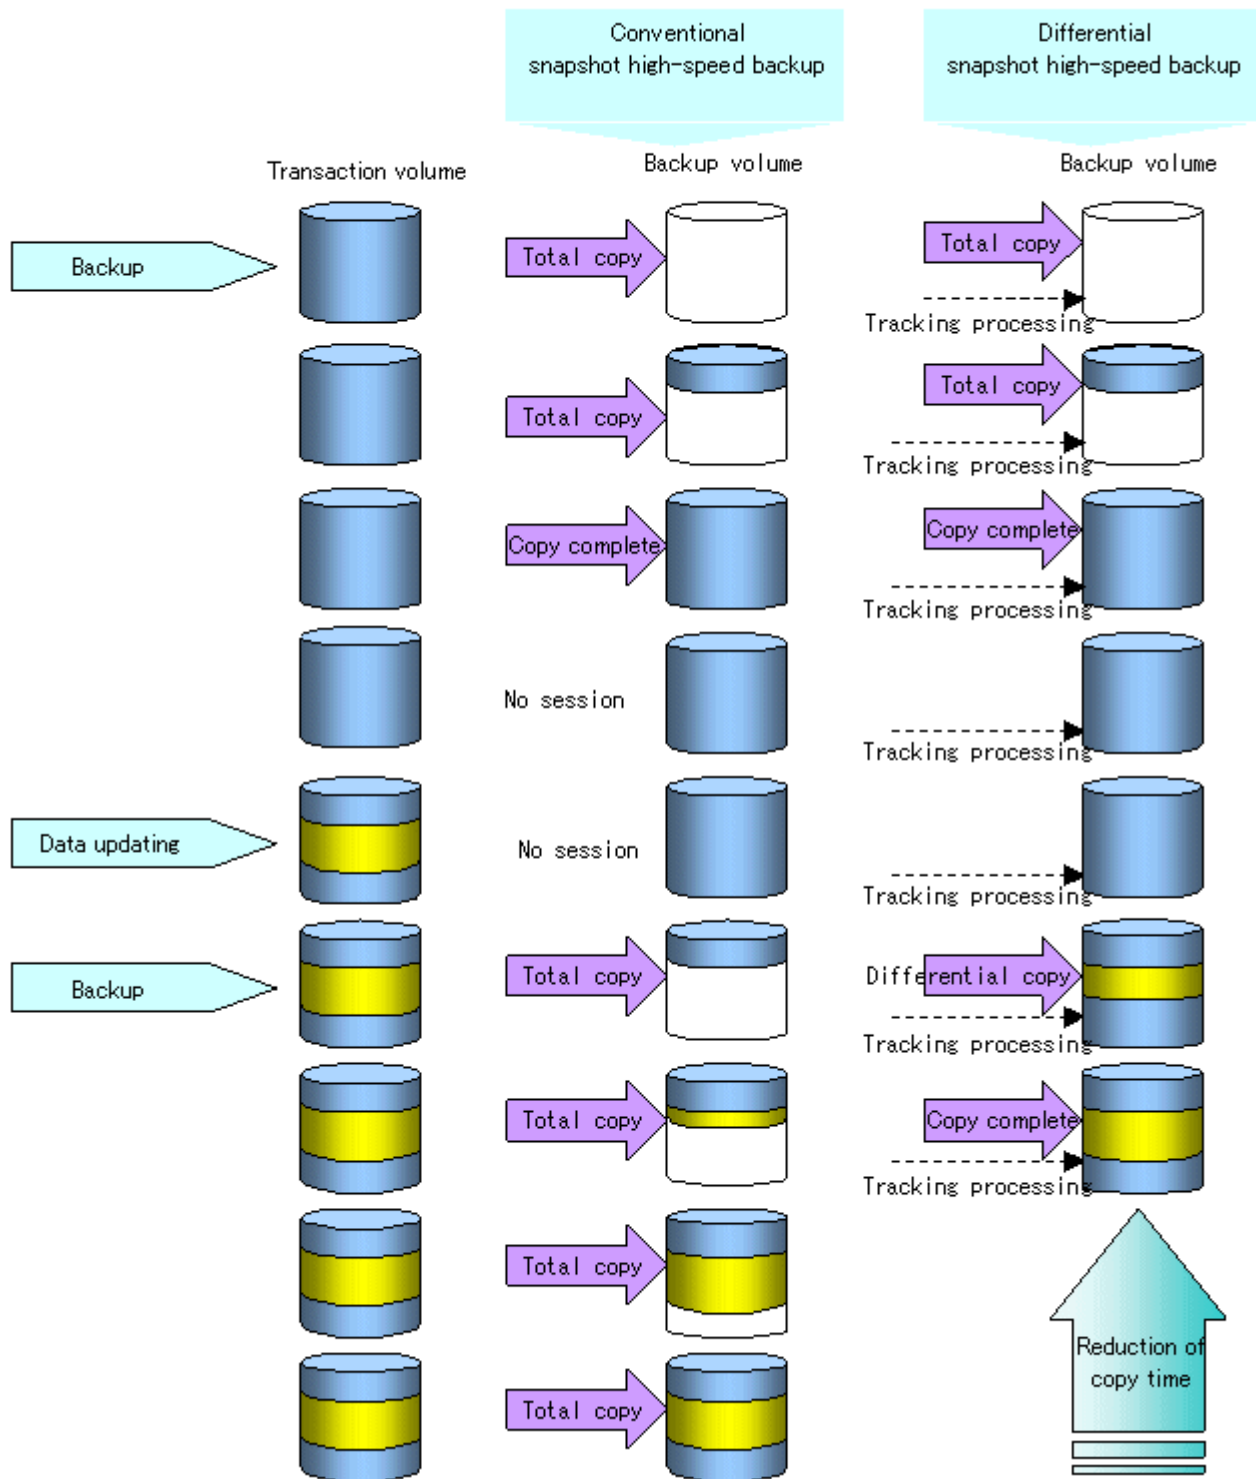 Conventional
snapshot high-speed backup
Differential
snapshot high-speed backup
Transaction volume
Backup volume
Backup volume
Backup
Total copy
Total copy
Tracking processing
Total copy
Total copy
Tracking processing
Copy complete
Copy complete
Tracking processing
No session
Tracking processing
Data updating
No session
Tracking processing
Backup
Total copy
Differential copy
Tracking processing
Total copy
Copy complete
Tracking processing
Total copy
Reduction of
copy time
Total copy